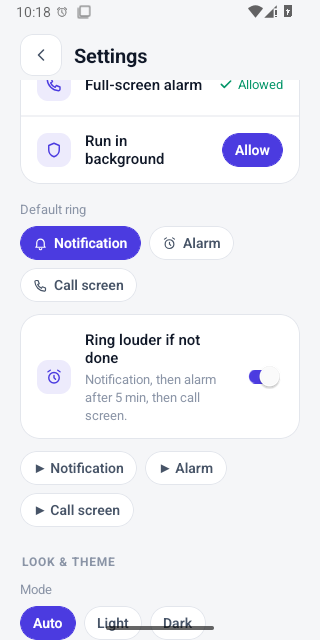 10:18
Settings
Full-screen alarm
Allowed
Run in
background
Allow
Default ring
Notification
Alarm
Call screen
Ring louder if not
done
Notification, then alarm
after 5 min, then call
screen.
▶ Notification
▶ Alarm
▶ Call screen
LOOK & THEME
Mode
Auto
Light
Dark